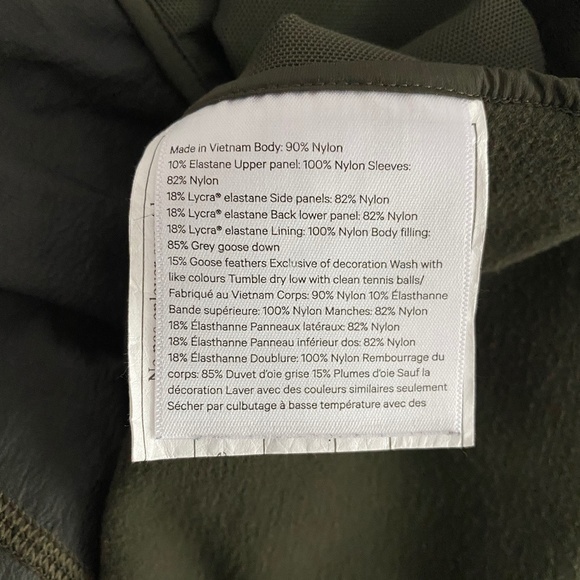 Made in Vietnam Body: 90% Nylon
10% Elastane Upper panel: 100% Nylon Sleeves:
82% Nylon
18% Lycra® elastane Side panels: 82% Nylon
18% Lycra® elastane Back lower panel: 82% Nylon
18% Lycra® elastane Lining: 100% Nylon Body filling:
85% Grey goose down
15% Goose feathers Exclusive of decoration Wash with
like colours Tumble dry low with clean tennis balls/
Fabriqué au Vietnam Corps: 90% Nylon 10% Élasthanne
Bande supérieure: 100% Nylon Manches: 82% Nylon
18% Élasthanne Panneaux latéraux: 82% Nylon
18% Élasthanne Panneau inférieur dos: 82% Nylon
18% Élasthanne Doublure: 100% Nylon Rembourrage du
corps: 85% Duvet d'oie grise 15% Plumes d'oie Sauf la
décoration Laver avec des couleurs similaires seulement
Sécher par culbutage à basse température avec des